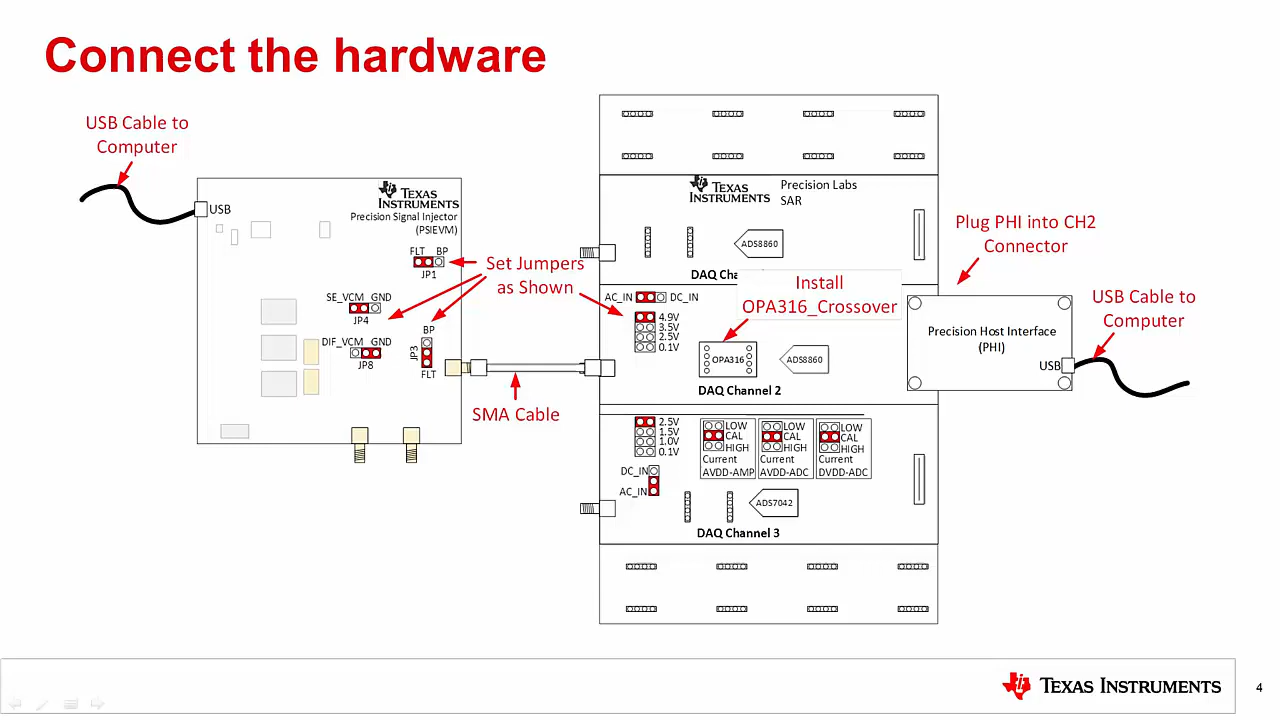 Connect the hardware
USB Cable to
Computer
USB
TEXAS
INSTRUMENTS
Precision Signal Injector
(PSIEVM)
FLT BP
JP1
SE_VCM GND
JP4
DIF_VCM GND
JP8
BP
JP3
FLT
Set Jumpers
as Shown
SMA Cable
TEXAS
INSTRUMENTS
Precision Labs
SAR
ADS8860
DAQ Cha
Install
OPA316_Crossover
AC_IN DC_IN
4.9V
3.5V
2.5V
0.1V
OPA316
ADS8860
DAQ Channel 2
2.5V
1.5V
1.0V
0.1V
LOW
CAL
HIGH
Current
AVDD-AMP
LOW
CAL
HIGH
Current
AVDD-ADC
LOW
CAL
HIGH
Current
DVDD-ADC
DC_IN
AC_IN
ADS7042
DAQ Channel 3
Plug PHI into CH2
Connector
Precision Host Interface
(PHI)
USB
USB Cable to
Computer
TEXAS INSTRUMENTS
4